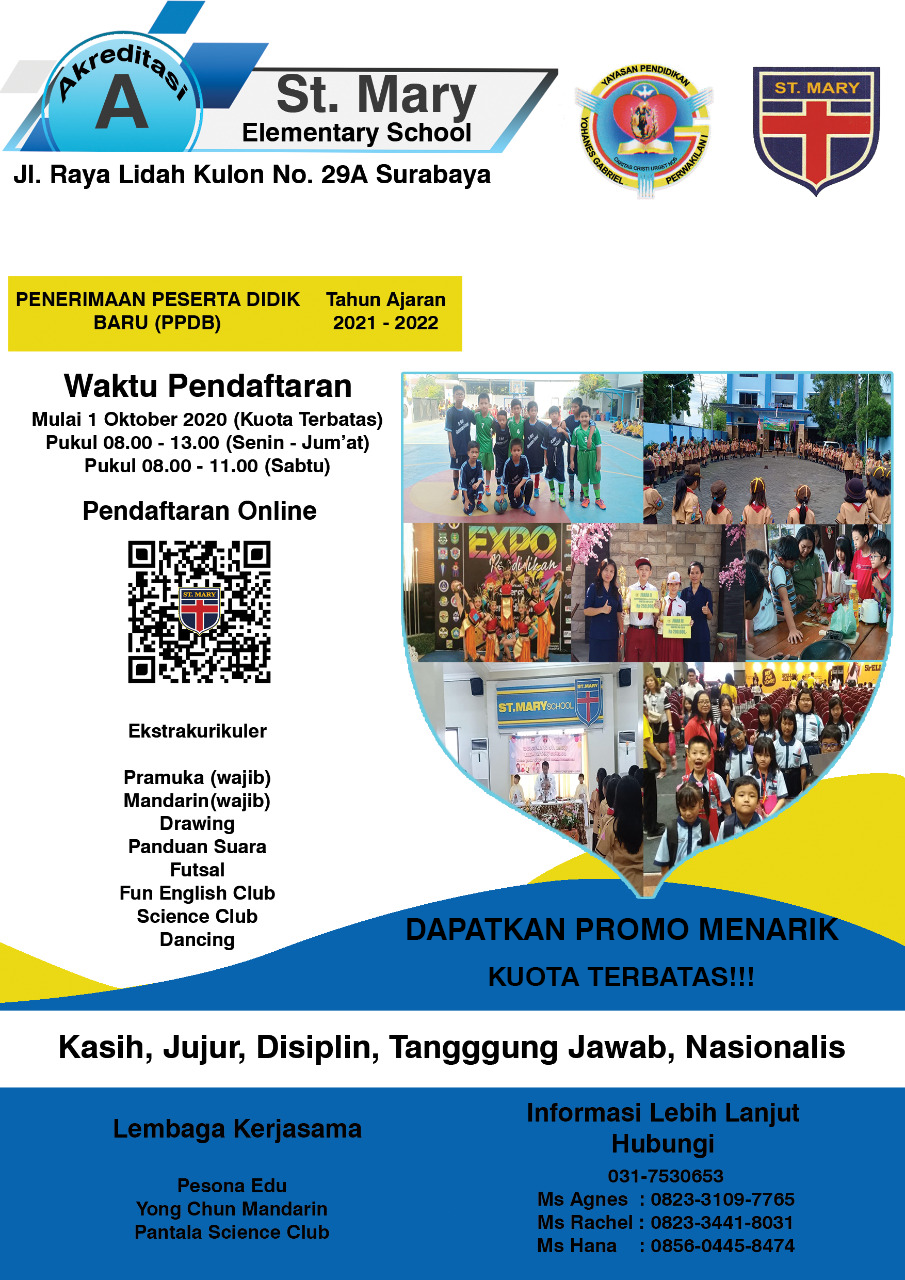 Akreditasi
A
St. Mary
Elementary School
Jl. Raya Lidah Kulon No. 29A Surabaya
YAYASAN PENDIDIKAN
YOHANES GABRIEL
PERWAKILAN I
CARITAS CHRISTI URGET NOS
ST. MARY
PENERIMAAN PESERTA DIDIK
BARU (PPDB)
Tahun Ajaran
2021 - 2022
Waktu Pendaftaran
Mulai 1 Oktober 2020 (Kuota Terbatas)
Pukul 08.00 - 13.00 (Senin - Jum'at)
Pukul 08.00 - 11.00 (Sabtu)
Pendaftaran Online
ST. MARY
EXPO
Pendidikan
ST.MARY SCHOOL
Ekstrakurikuler
Pramuka (wajib)
Mandarin(wajib)
Drawing
Panduan Suara
Futsal
Fun English Club
Science Club
Dancing
DAPATKAN PROMO MENARIK
KUOTA TERBATAS!!!
Kasih, Jujur, Disiplin, Tangggung Jawab, Nasionalis
Lembaga Kerjasama
Pesona Edu
Yong Chun Mandarin
Pantala Science Club
Informasi Lebih Lanjut
Hubungi
031-7530653
Ms Agnes : 0823-3109-7765
Ms Rachel : 0823-3441-8031
Ms Hana : 0856-0445-8474